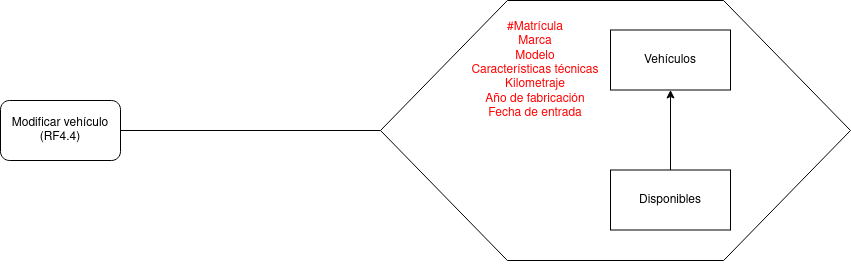 Modificar vehículo
(RF4.4)
#Matrícula
Marca
Modelo
Características técnicas
Kilometraje
Año de fabricación
Fecha de entrada
Vehículos
Disponibles